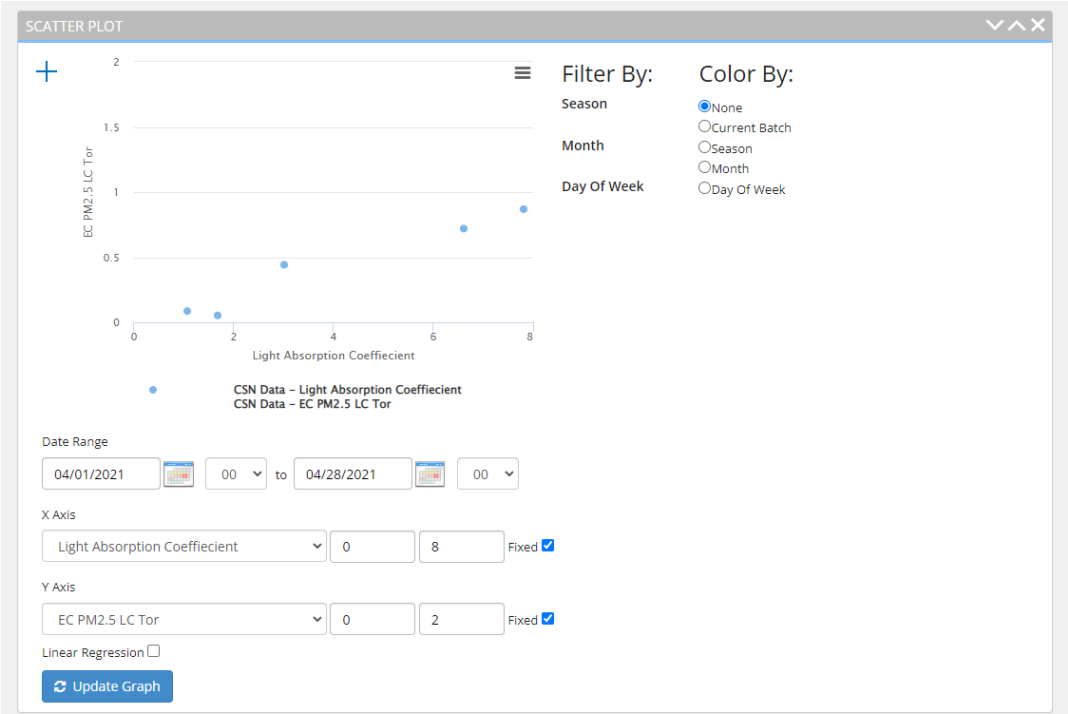 SCATTER PLOT
2
1.5
1
0.5
0
EC PM2.5 LC Tor
0 2 4 6 8
Light Absorption Coeffiecient
CSN Data – Light Absorption Coeffiecient
CSN Data – EC PM2.5 LC Tor
Filter By:
Season
Month
Day Of Week
Color By:
None
Current Batch
Season
Month
Day Of Week
Date Range
04/01/2021 00 to 04/28/2021 00
X Axis
Light Absorption Coeffiecient 0 8 Fixed
Y Axis
EC PM2.5 LC Tor 0 2 Fixed
Linear Regression
Update Graph